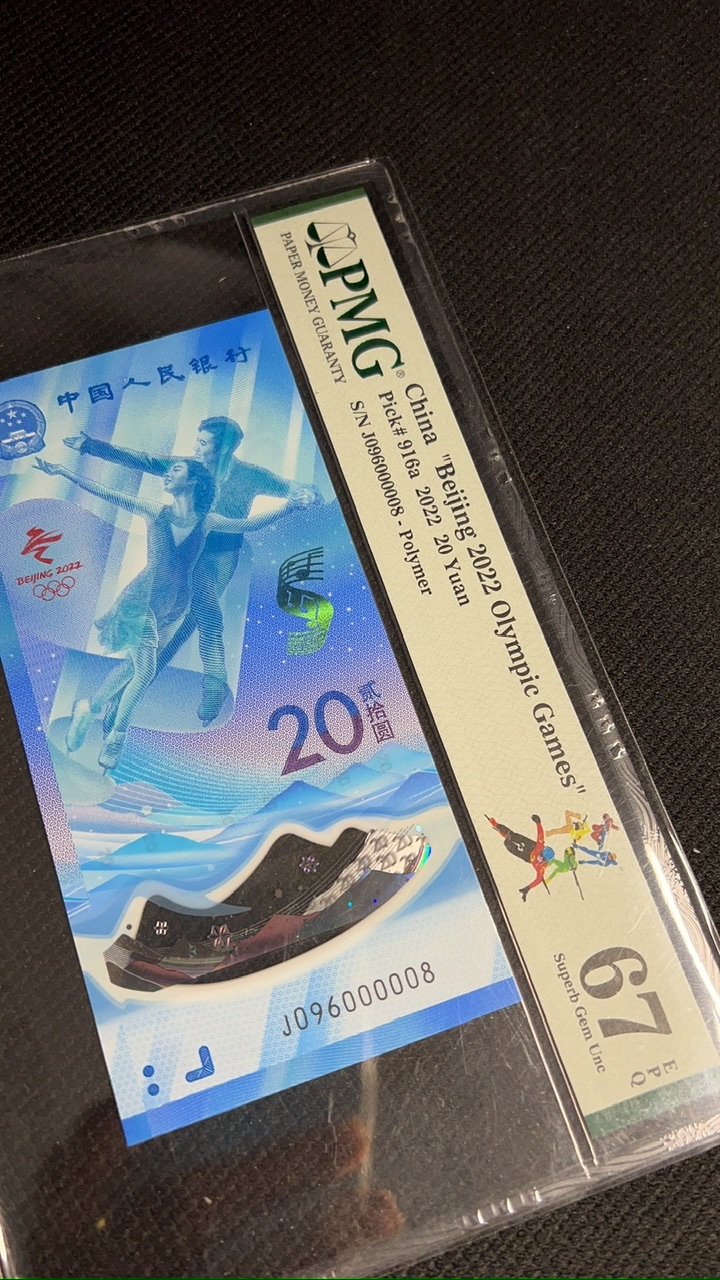 PMG®
PAPER MONEY GUARANTY
China "Beijing 2022 Olympic Games"
Pick# 916a 2022 20 Yuan
S/N J096000008 - Polymer
67
EPQ
Superb Gem Unc
中国人民银行
BEIJING 2022
20
贰拾圆
J096000008